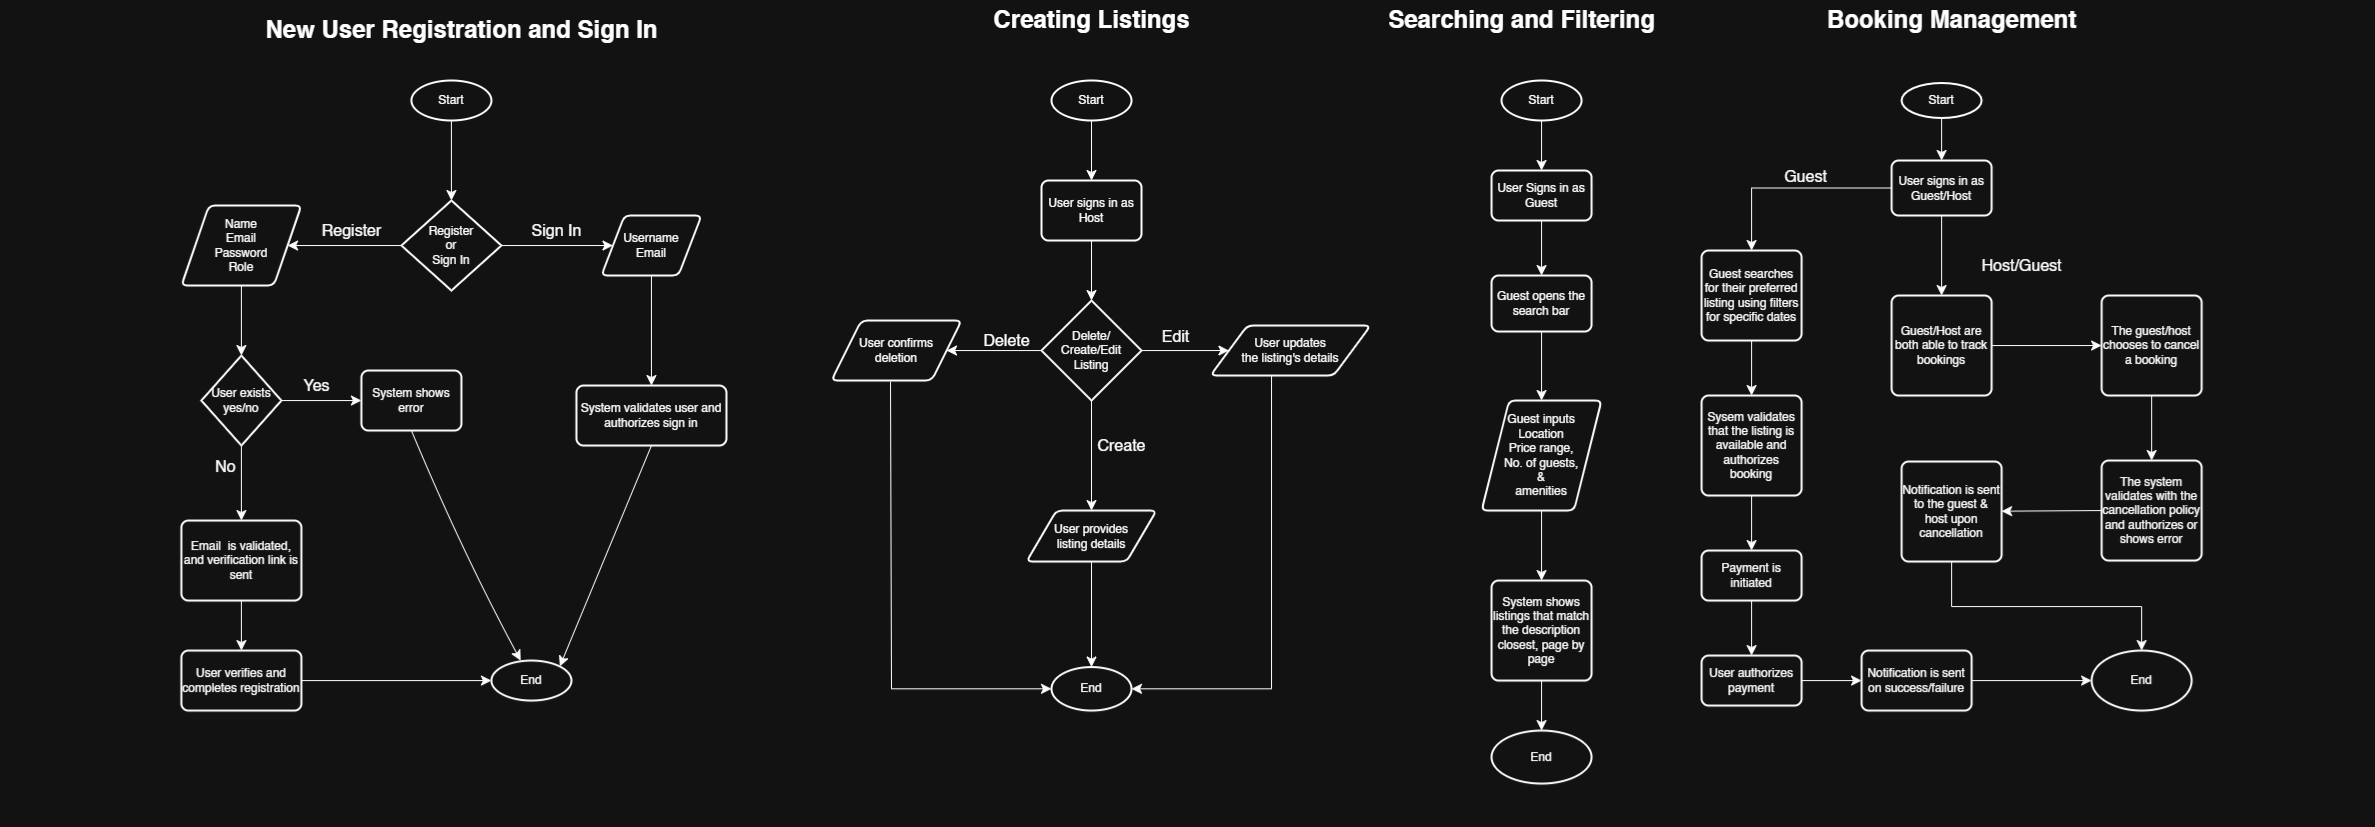 New User Registration and Sign In
Start
Register
or
Sign In
Register
Sign In
Name
Email
Password
Role
Username
Email
User exists
yes/no
Yes
System shows
error
System validates user and
authorizes sign in
No
Email  is validated,
and verification link is
sent
User verifies and
completes registration
End
Creating Listings
Start
User signs in as
Host
Delete/
Create/Edit
Listing
Delete
Edit
User confirms
deletion
User updates
the listing's details
Create
User provides
listing details
End
Searching and Filtering
Start
User Signs in as
Guest
Guest opens the
search bar
Guest inputs
Location
Price range,
No. of guests,
&
amenities
System shows
listings that match
the description
closest, page by
page
End
Booking Management
Start
User signs in as
Guest/Host
Guest
Host/Guest
Guest searches
for their preferred
listing using filters
for specific dates
Sysem validates
that the listing is
available and
authorizes
booking
Payment is
initiated
User authorizes
payment
Notification is sent
on success/failure
Guest/Host are
both able to track
bookings
The guest/host
chooses to cancel
a booking
The system
validates with the
cancellation policy
and authorizes or
shows error
Notification is sent
to the guest &
host upon
cancellation
End